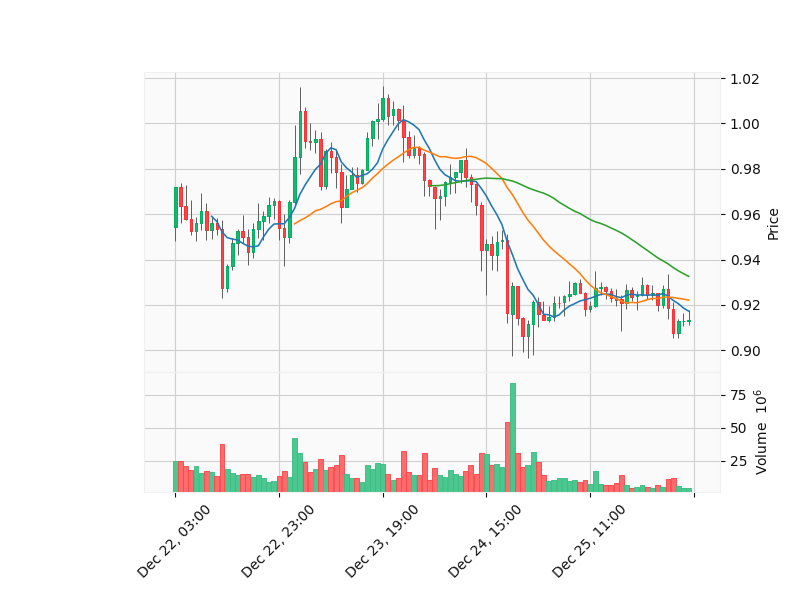 1.02
1.00
0.98
0.96
0.94
0.92
0.90
Price
75
50
25
Volume 10⁶
Dec 22, 03:00
Dec 22, 23:00
Dec 23, 19:00
Dec 24, 15:00
Dec 25, 11:00